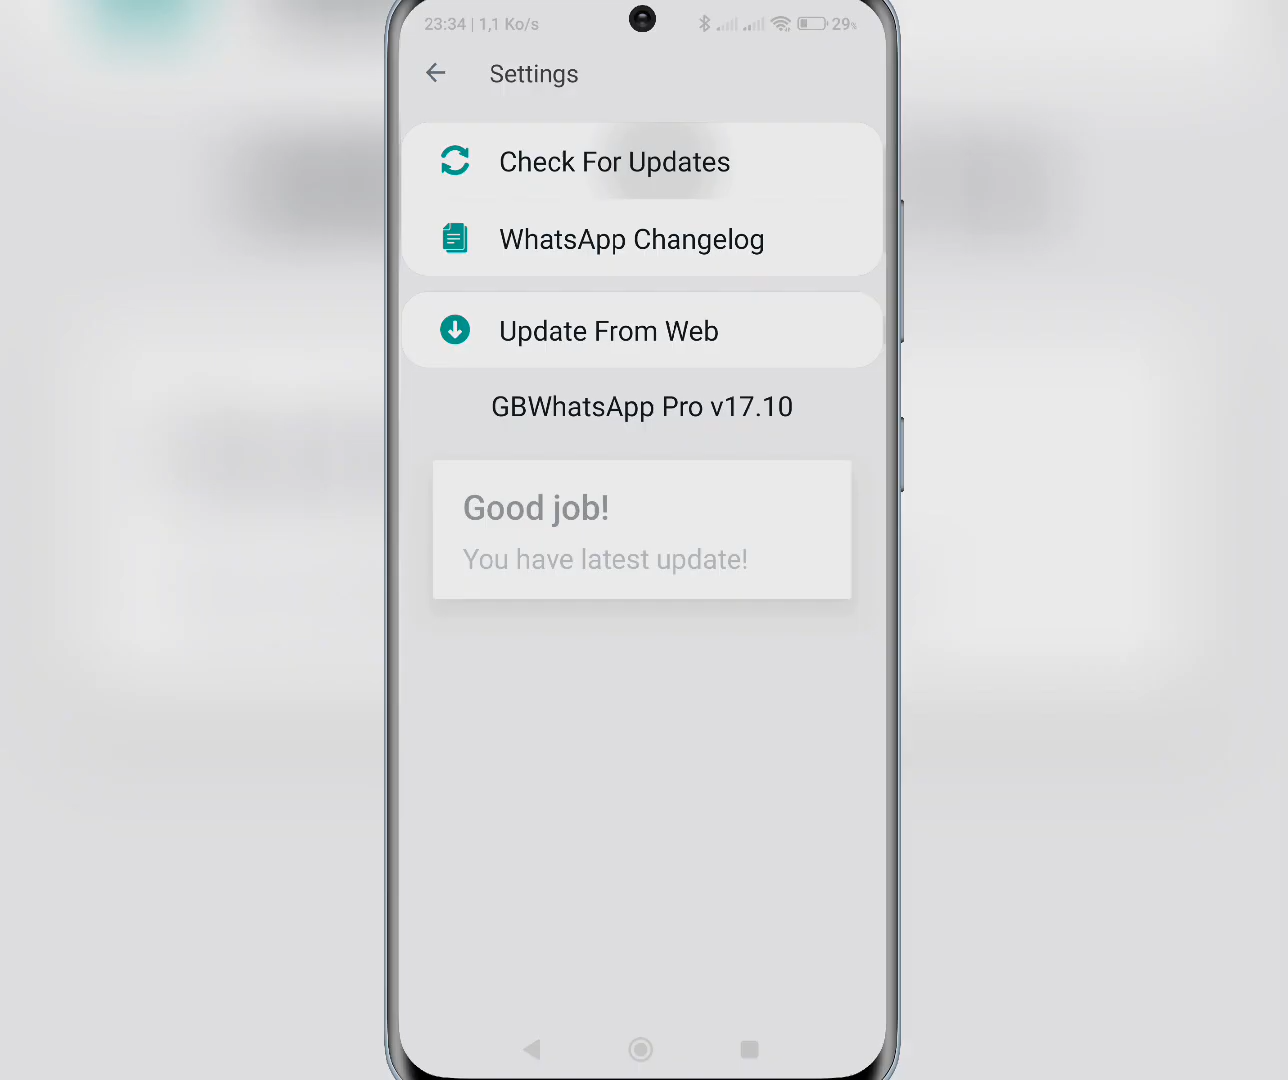 23:34 | 1,1 Ko/s 29%
Settings
Check For Updates
WhatsApp Changelog
Update From Web
GBWhatsApp Pro v17.10
Good job!
You have latest update!